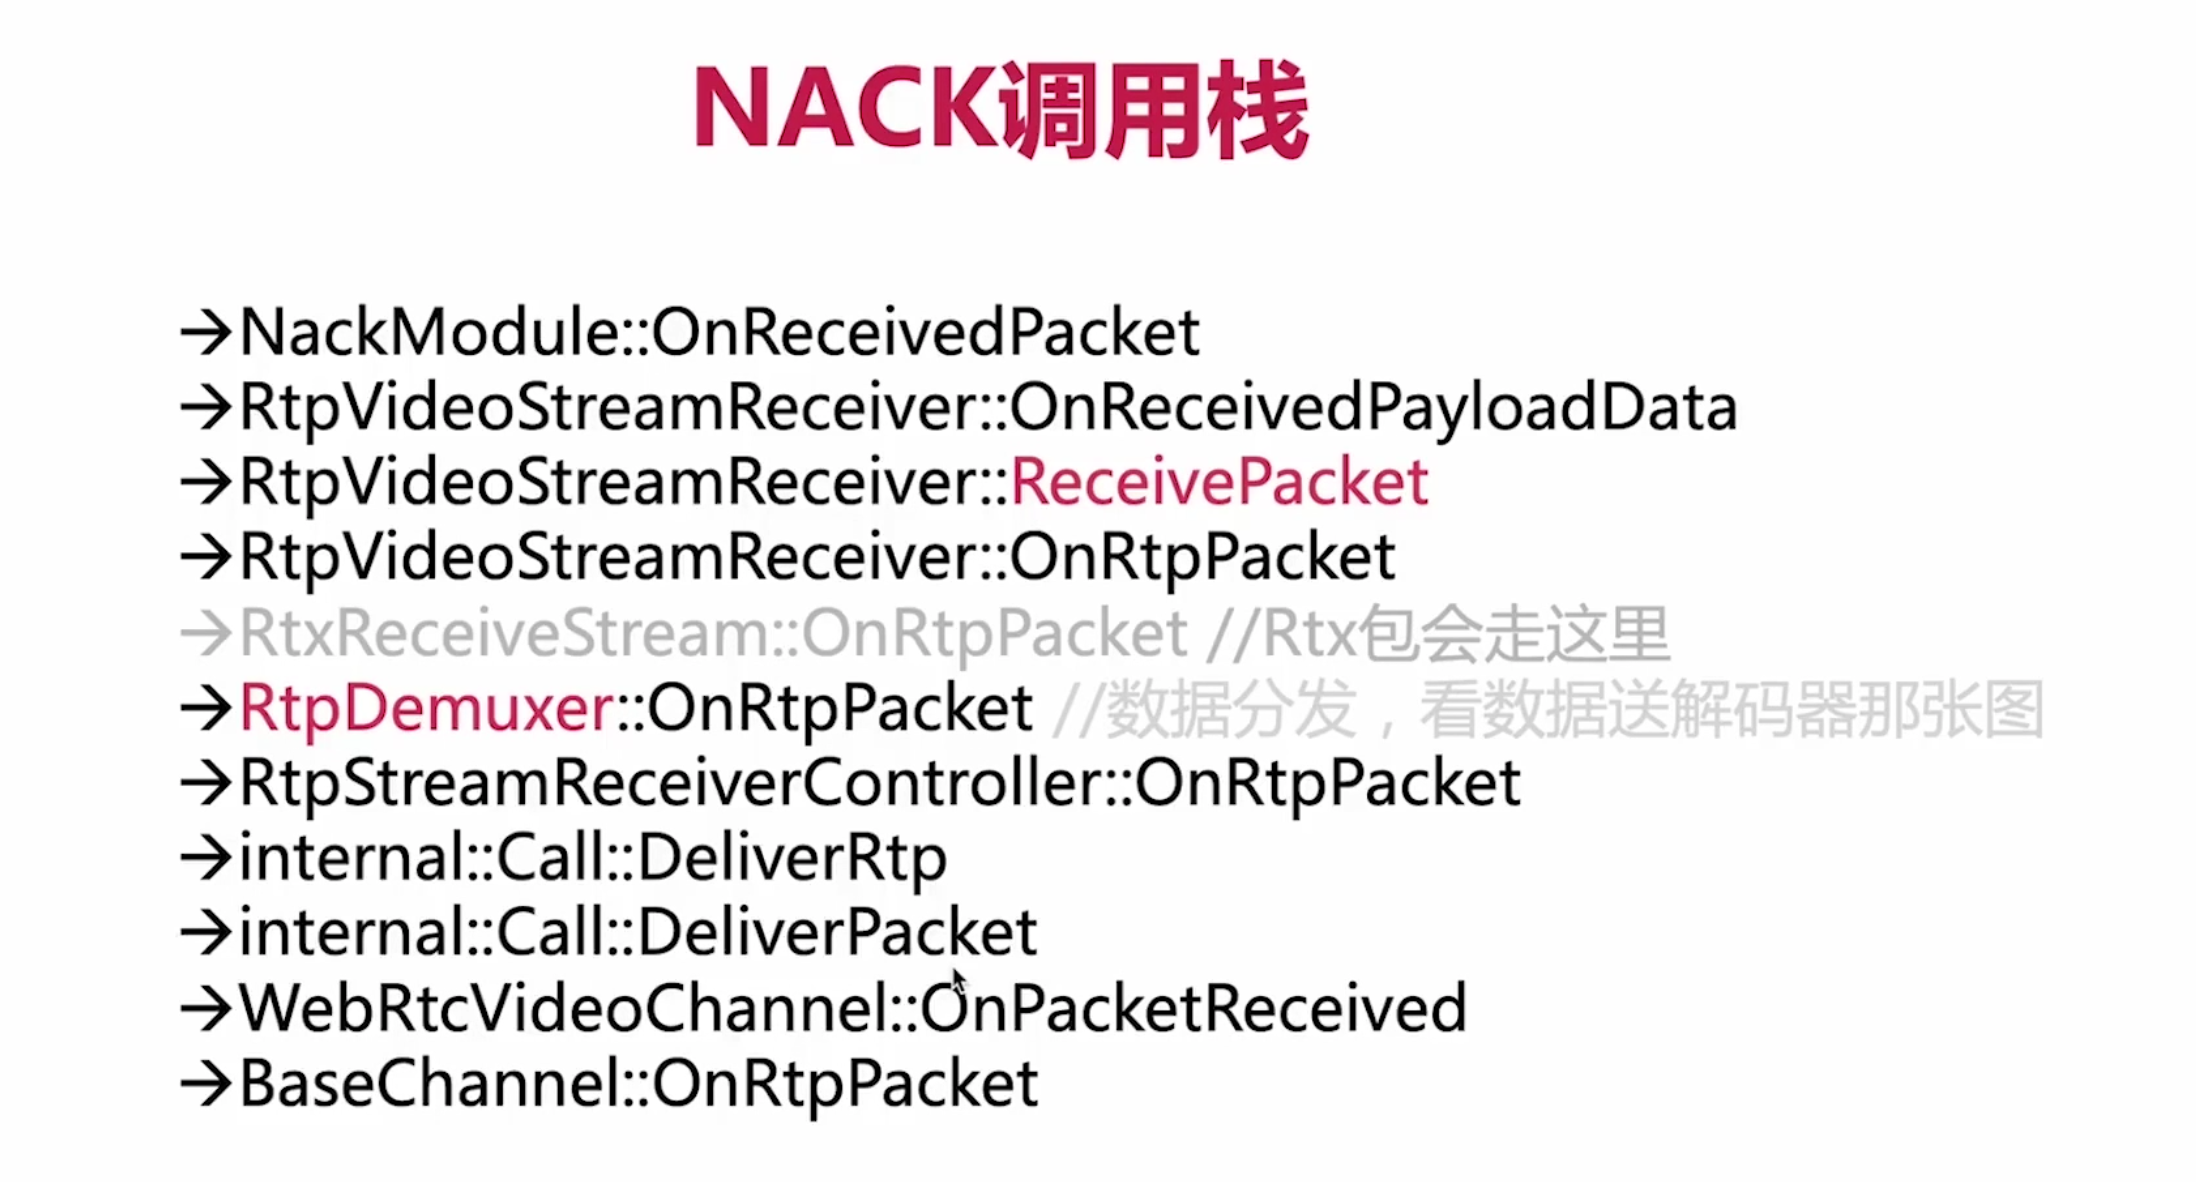 NACK调用栈
→NackModule::OnReceivedPacket
→RtpVideoStreamReceiver::OnReceivedPayloadData
→RtpVideoStreamReceiver::ReceivePacket
→RtpVideoStreamReceiver::OnRtpPacket
→RtxReceiveStream::OnRtpPacket //Rtx包会走这里
→RtpDemuxer::OnRtpPacket //数据分发，看数据送解码器那张图
→RtpStreamReceiverController::OnRtpPacket
→internal::Call::DeliverRtp
→internal::Call::DeliverPacket
→WebRtcVideoChannel::OnPacketReceived
→BaseChannel::OnRtpPacket